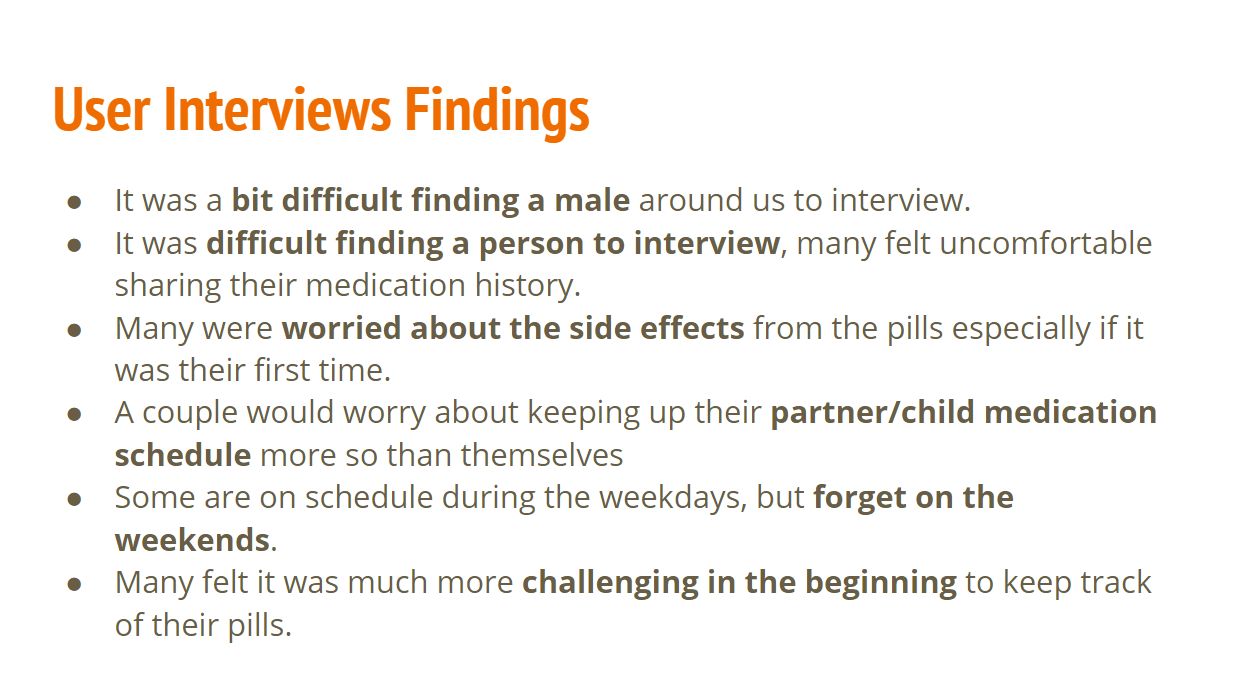 User Interviews Findings
● It was a bit difficult finding a male around us to interview.
● It was difficult finding a person to interview, many felt uncomfortable
sharing their medication history.
● Many were worried about the side effects from the pills especially if it
was their first time.
● A couple would worry about keeping up their partner/child medication
schedule more so than themselves
● Some are on schedule during the weekdays, but forget on the
weekends.
● Many felt it was much more challenging in the beginning to keep track
of their pills.